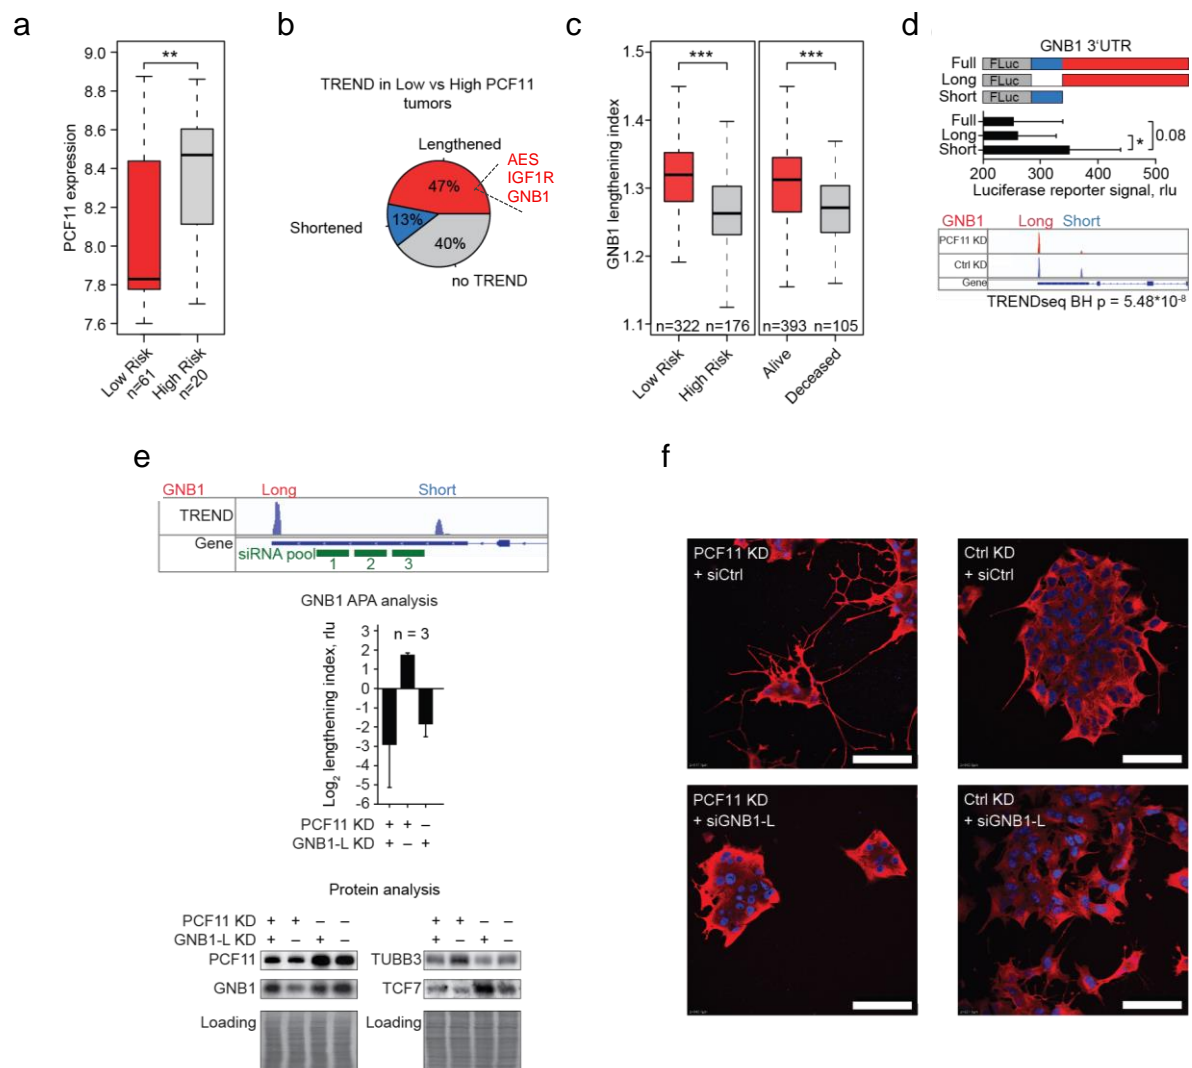 a
PCF11 expression
9.0
8.6
8.4
8.2
8.0
7.8
7.6
**
Low Risk
n=61
High Risk
n=20
b
TREND in Low vs High PCF11
tumors
Lengthened
AES
IGF1R
GNB1
47%
13%
40%
Shortened
no TREND
c
GNB1 lengthening index
1.5
1.4
1.3
1.2
1.1
***
***
n=322
n=176
n=393
n=105
Low Risk
High Risk
Alive
Deceased
d
GNB1 3'UTR
Full
FLuc
Long
FLuc
Short
FLuc
Full
Long
Short
*
0.08
200
300
400
500
Luciferase reporter signal, rlu
GNB1
Long
Short
PCF11 KD
Ctrl KD
Gene
TRENDseq BH p = 5.48*10-8
e
GNB1
Long
Short
TREND
Gene
siRNA pool
1
2
3
GNB1 APA analysis
n = 3
Log2 lengthening index, rlu
3
2
1
0
-1
-2
-3
-4
-5
-6
PCF11 KD + + –
GNB1-L KD + – +
Protein analysis
PCF11 KD + + – –
GNB1-L KD + – + –
+ + – –
+ – + –
PCF11
TUBB3
GNB1
TCF7
Loading
Loading
f
PCF11 KD
+ siCtrl
Ctrl KD
+ siCtrl
PCF11 KD
+ siGNB1-L
Ctrl KD
+ siGNB1-L